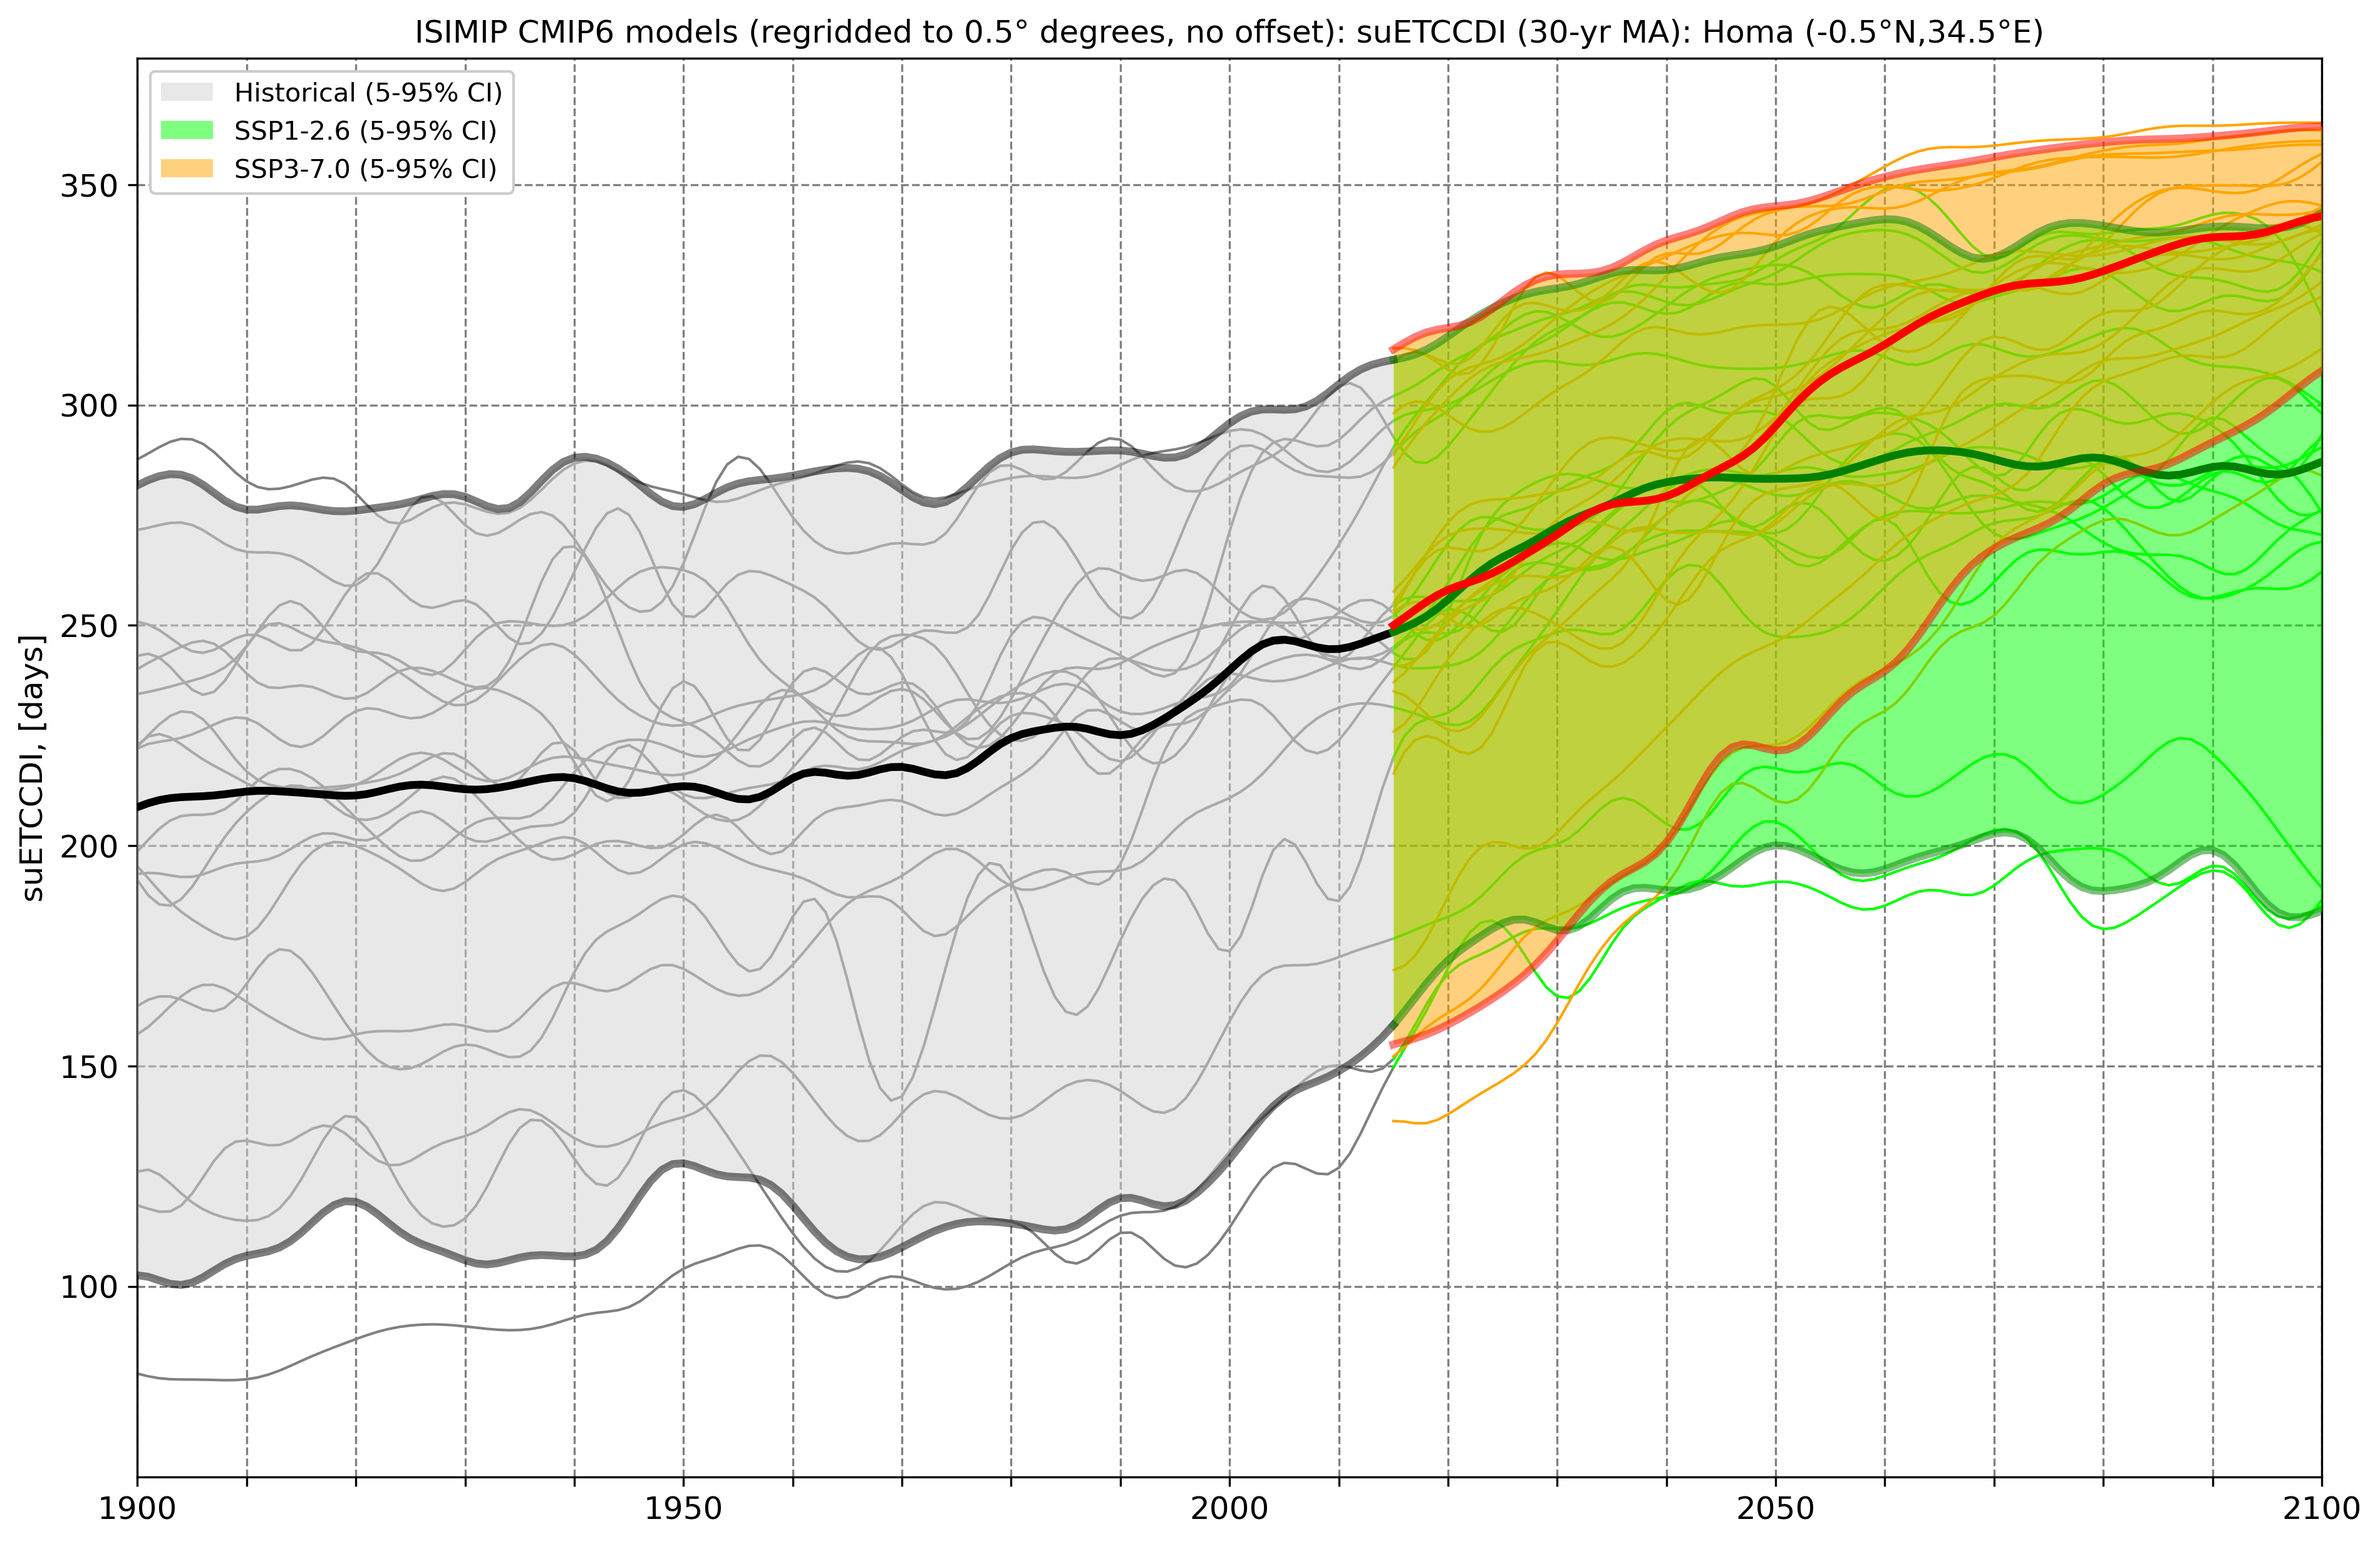 ISIMIP CMIP6 models (regridded to 0.5° degrees, no offset): suETCCDI (30-yr MA): Homa (-0.5°N,34.5°E)
Historical (5-95% CI)
SSP1-2.6 (5-95% CI)
SSP3-7.0 (5-95% CI)
350
300
250
200
150
100
suETCCDI, [days]
1900
1950
2000
2050
2100